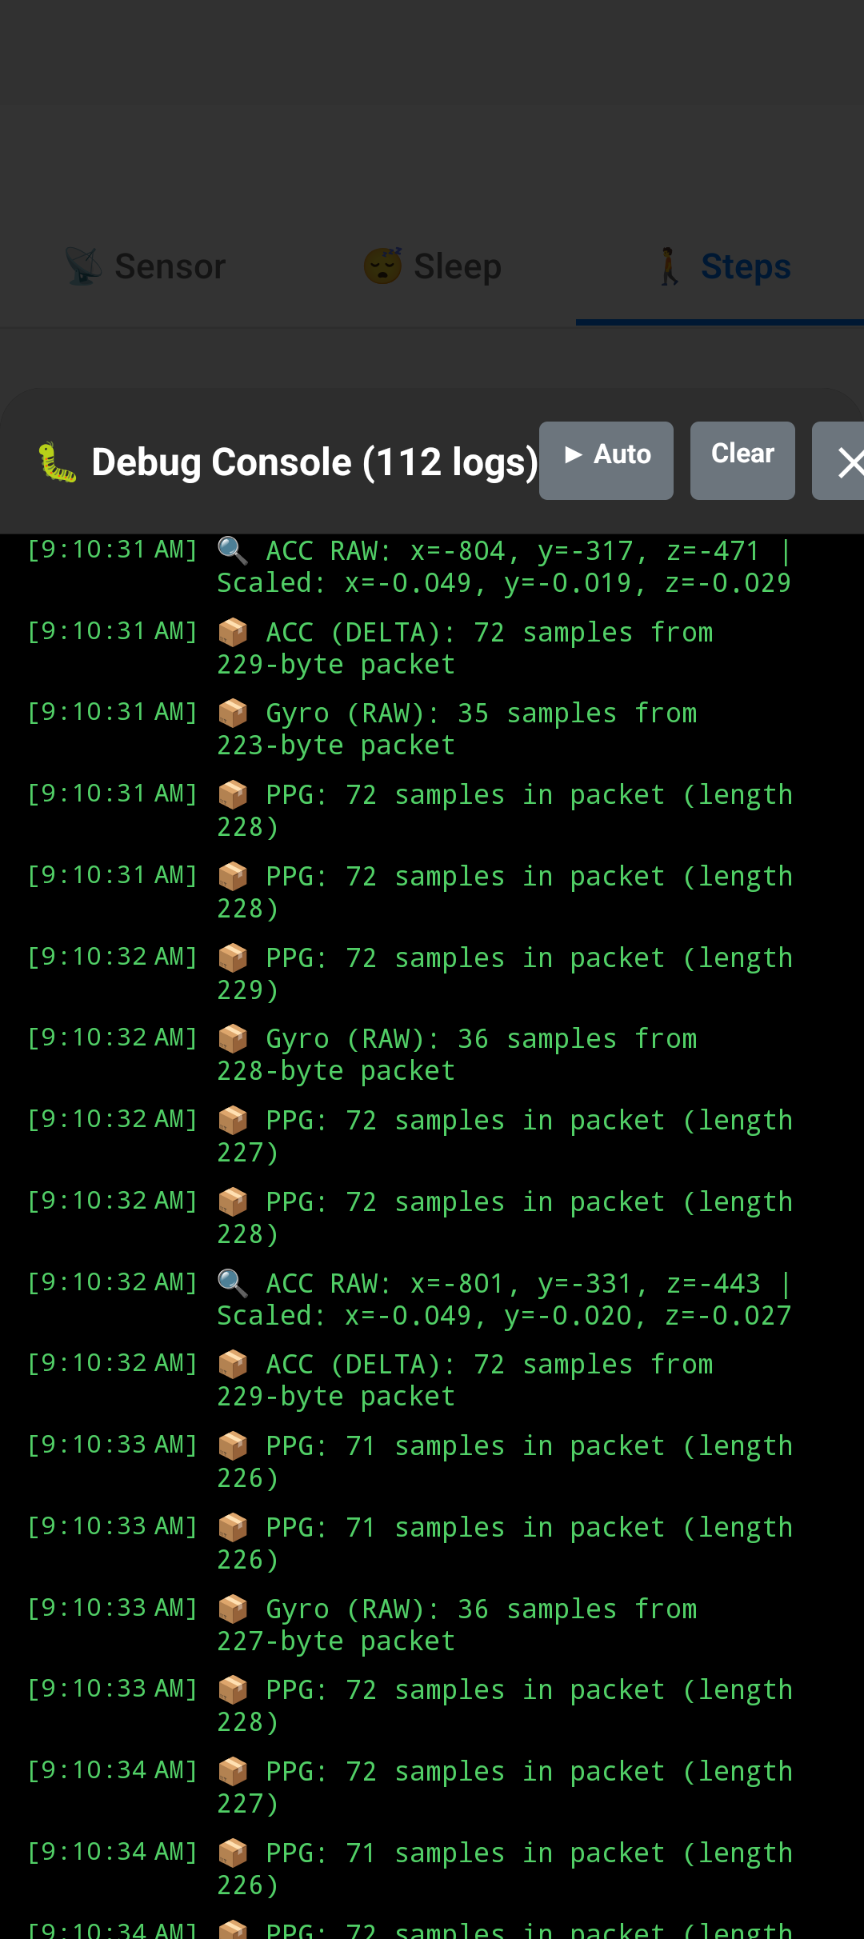 Sensor
Sleep
Steps
Debug Console (112 logs)
► Auto
Clear
[9:10:31 AM] ACC RAW: x=-804, y=-317, z=-471 |
Scaled: x=-0.049, y=-0.019, z=-0.029
[9:10:31 AM] ACC (DELTA): 72 samples from
229-byte packet
[9:10:31 AM] Gyro (RAW): 35 samples from
223-byte packet
[9:10:31 AM] PPG: 72 samples in packet (length
228)
[9:10:31 AM] PPG: 72 samples in packet (length
228)
[9:10:32 AM] PPG: 72 samples in packet (length
229)
[9:10:32 AM] Gyro (RAW): 36 samples from
228-byte packet
[9:10:32 AM] PPG: 72 samples in packet (length
227)
[9:10:32 AM] PPG: 72 samples in packet (length
228)
[9:10:32 AM] ACC RAW: x=-801, y=-331, z=-443 |
Scaled: x=-0.049, y=-0.020, z=-0.027
[9:10:32 AM] ACC (DELTA): 72 samples from
229-byte packet
[9:10:33 AM] PPG: 71 samples in packet (length
226)
[9:10:33 AM] PPG: 71 samples in packet (length
226)
[9:10:33 AM] Gyro (RAW): 36 samples from
227-byte packet
[9:10:33 AM] PPG: 72 samples in packet (length
228)
[9:10:34 AM] PPG: 72 samples in packet (length
227)
[9:10:34 AM] PPG: 71 samples in packet (length
226)
[9:10:34 AM] PPG: 72 samples in packet (length